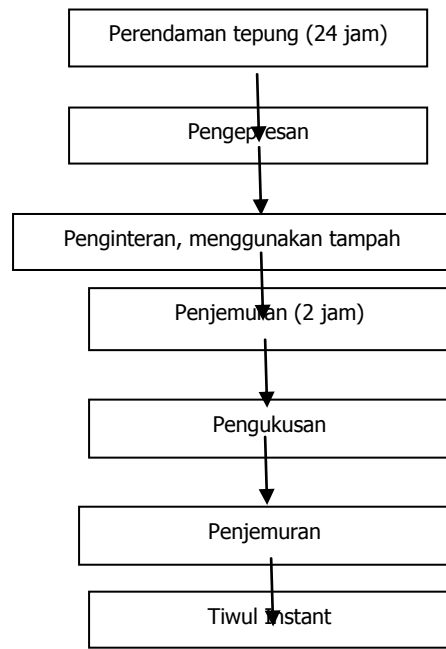 Perendaman tepung (24 jam)
Pengepresan
Penginteran, menggunakan tampah
Penjemuran (2 jam)
Pengukusan
Penjemuran
Tiwul Instant